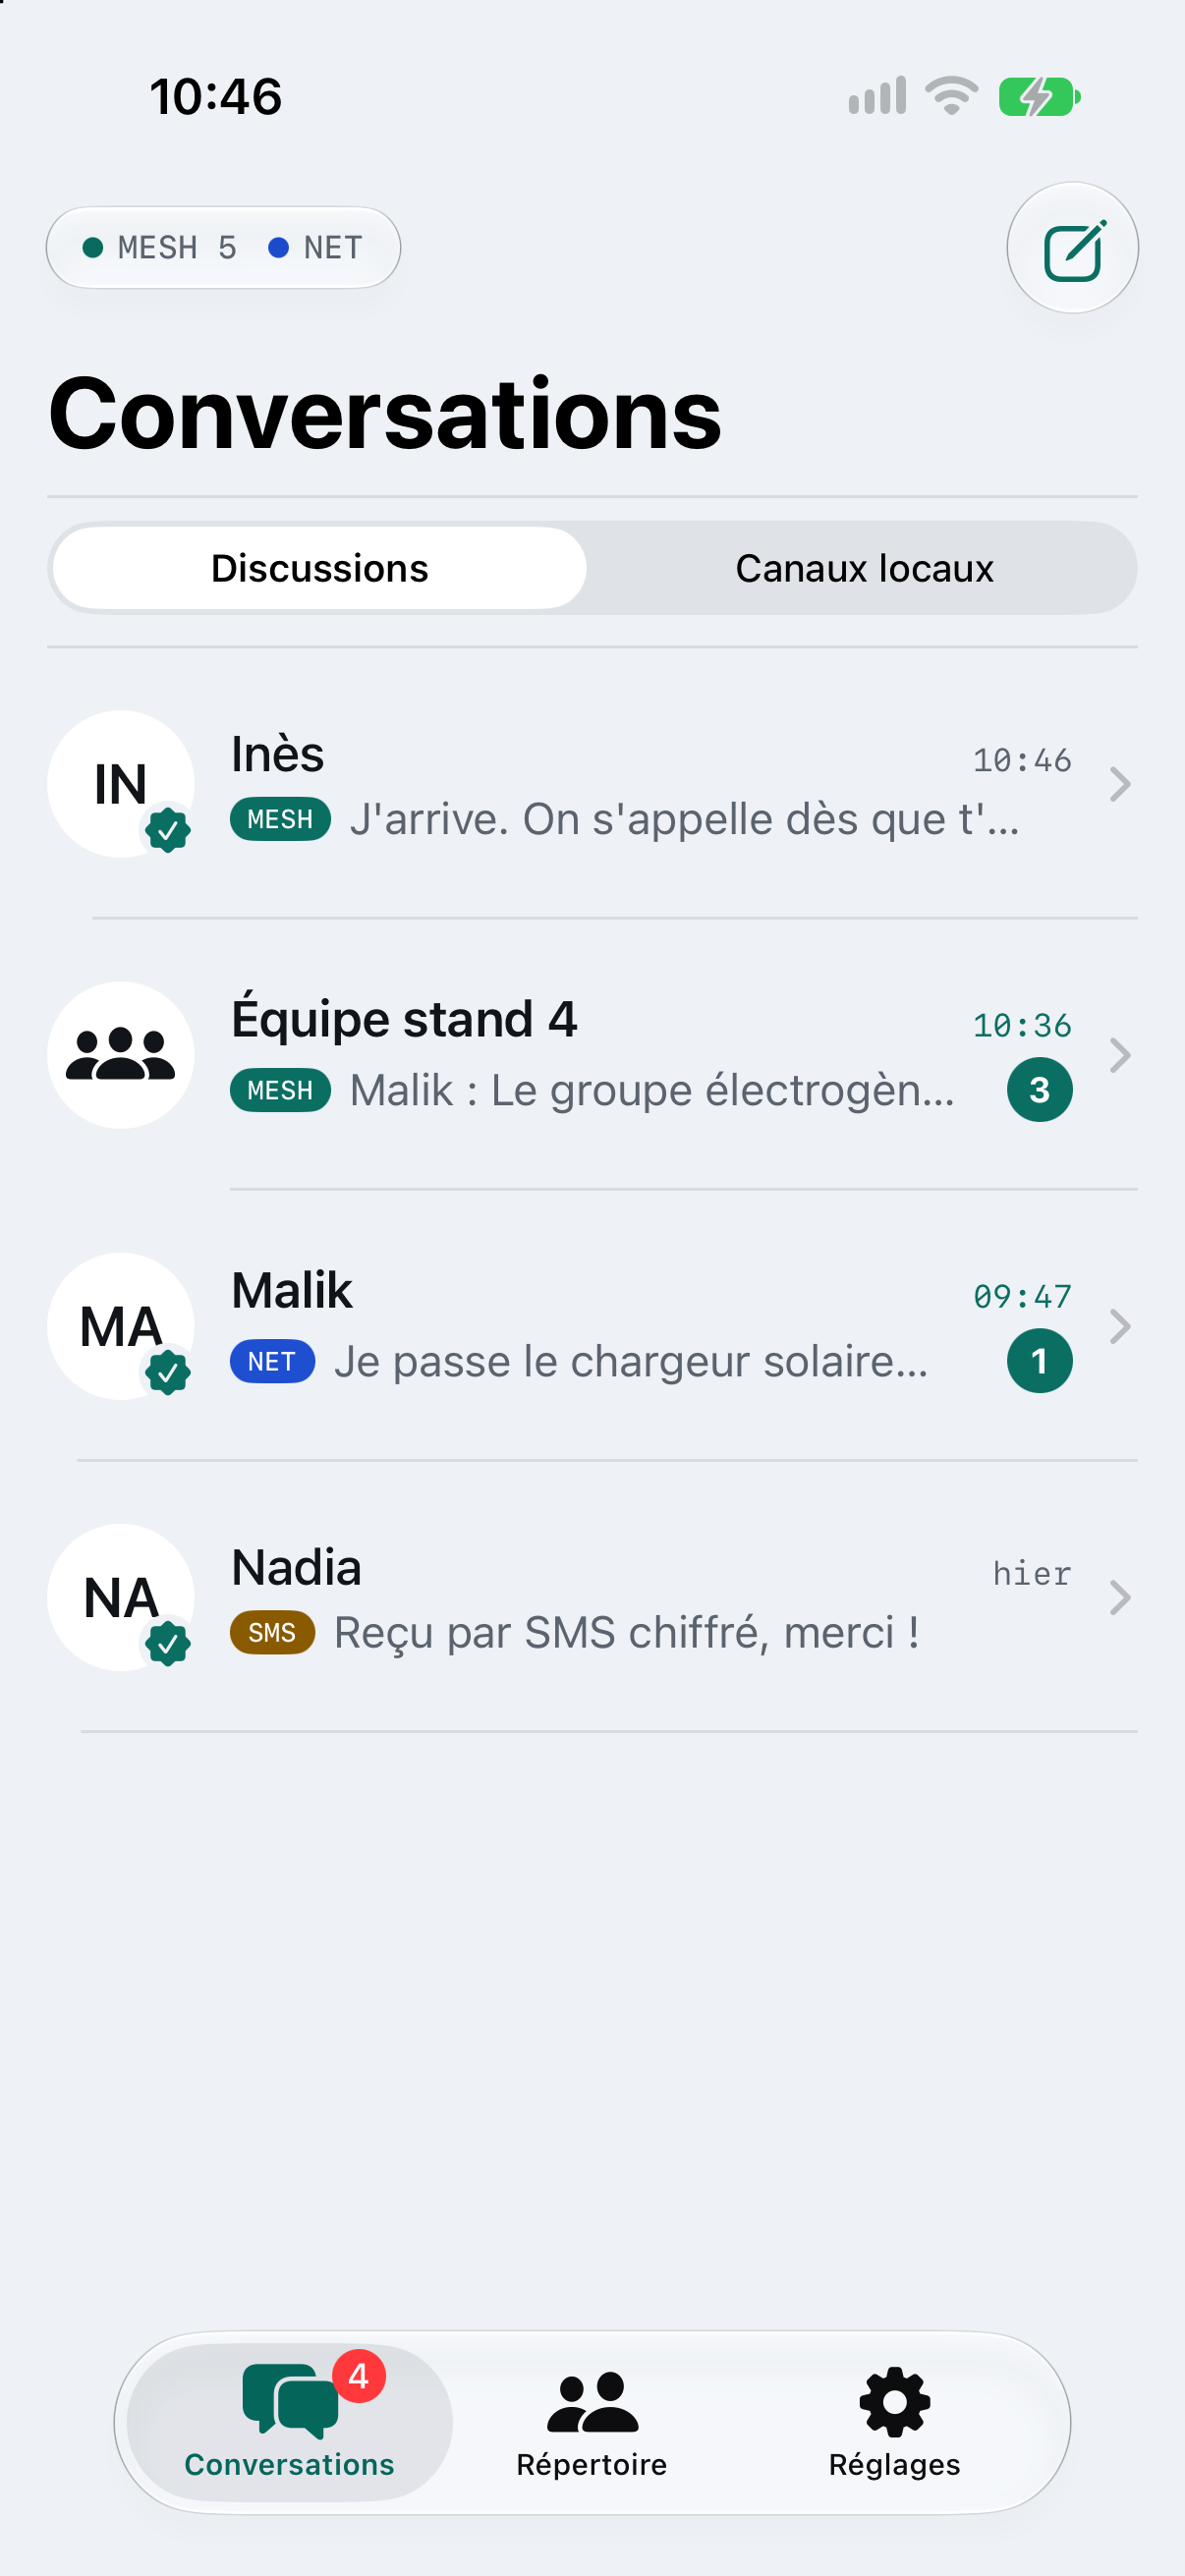 10:46
MESH 5 NET
Conversations
Discussions Canaux locaux
IN
Inès 10:46
MESH J'arrive. On s'appelle dès que t'...
Équipe stand 4 10:36
MESH Malik : Le groupe électrogèn... 3
MA
Malik 09:47
NET Je passe le chargeur solaire... 1
NA
Nadia hier
SMS Reçu par SMS chiffré, merci !
4
Conversations Répertoire Réglages